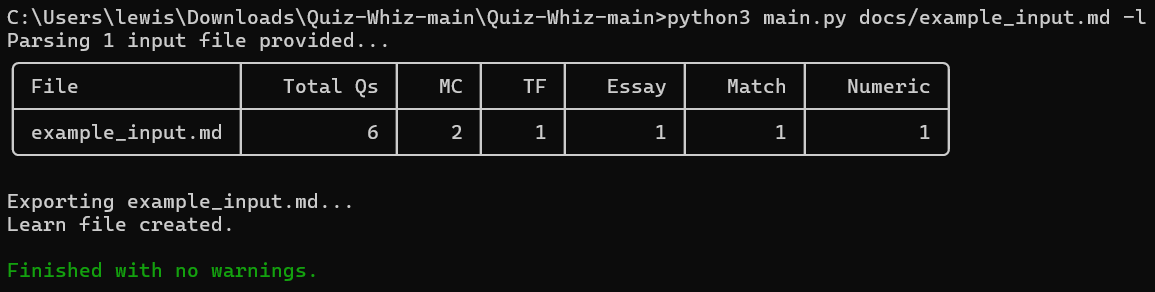 C:\Users\lewis\Downloads\Quiz-Whiz-main\Quiz-Whiz-main>python3 main.py docs/example_input.md -l
Parsing 1 input file provided...
File Total Qs MC TF Essay Match Numeric
example_input.md 6 2 1 1 1 1
Exporting example_input.md...
Learn file created.
Finished with no warnings.